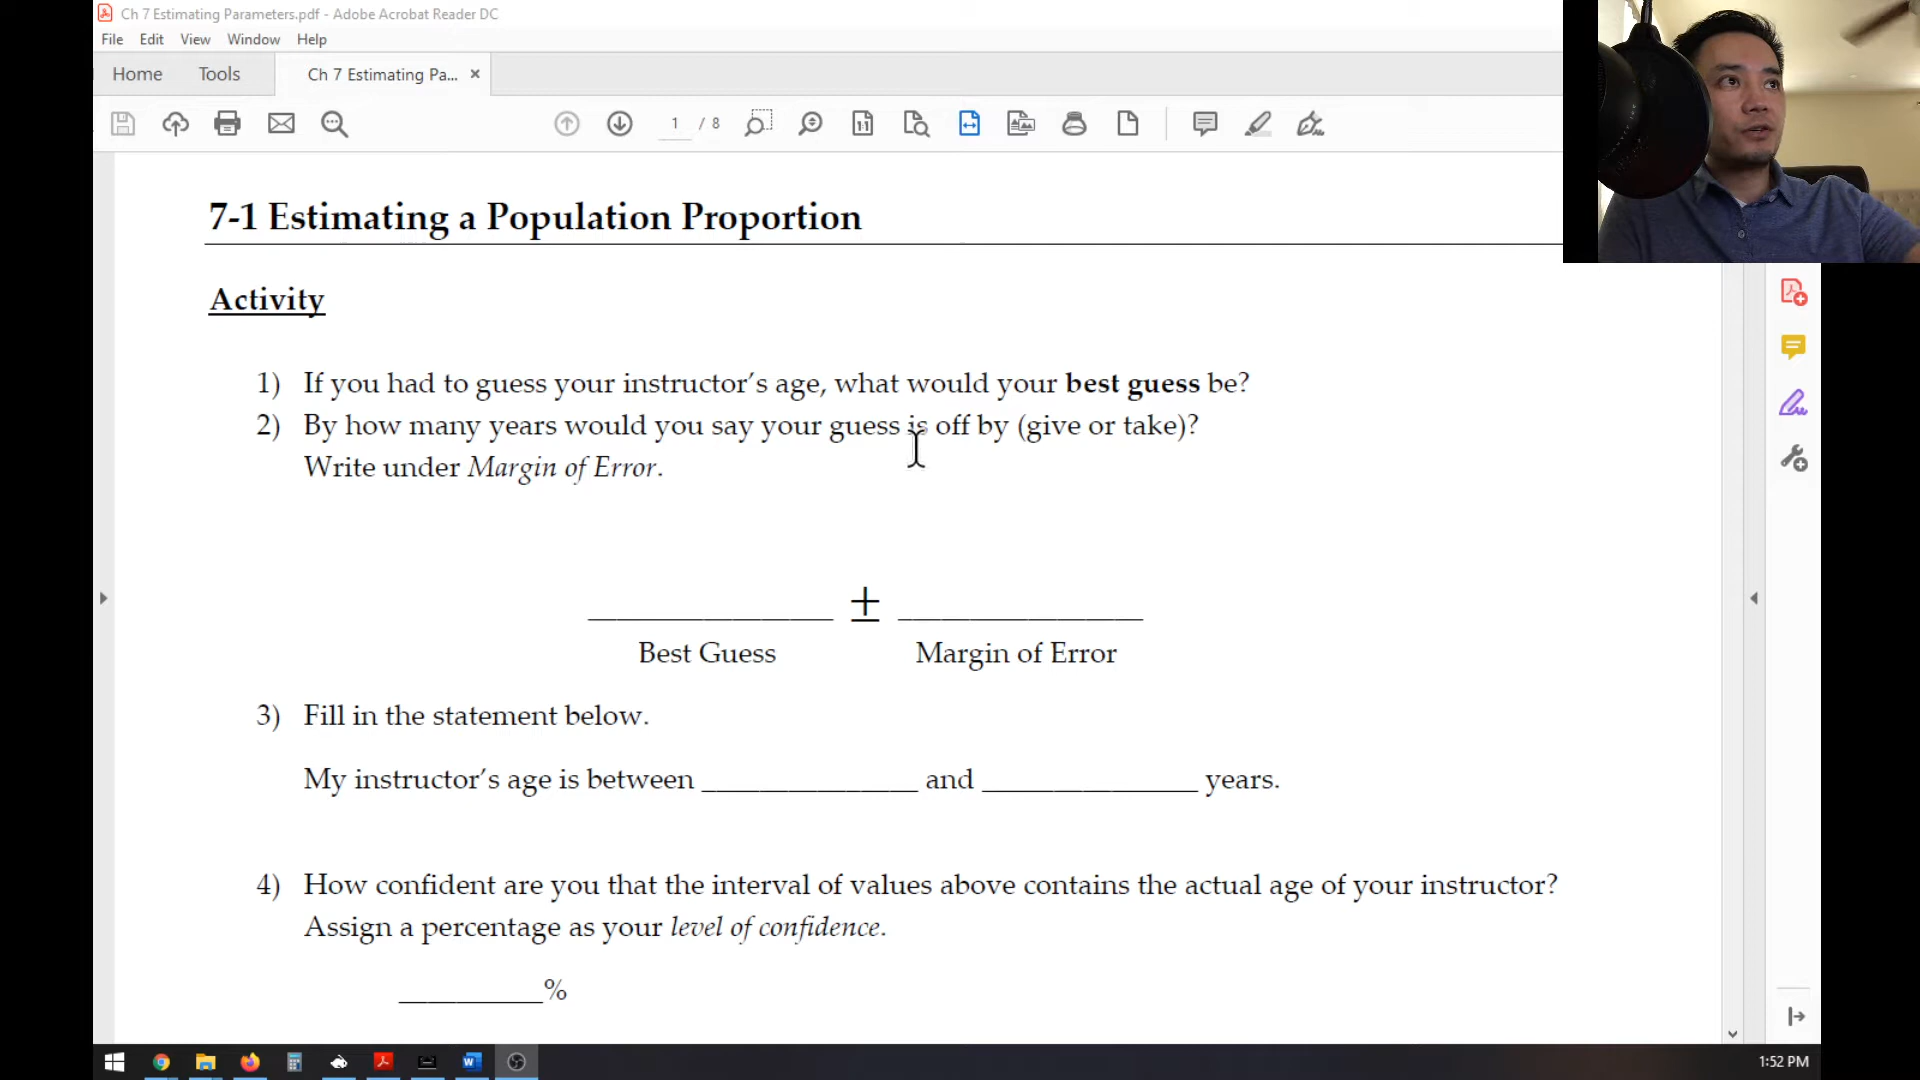 Ch 7 Estimating Parameters.pdf - Adobe Acrobat Reader DC
File Edit View Window Help
Home Tools Ch 7 Estimating Pa... ×
1 / 8
7-1 Estimating a Population Proportion
Activity
1) If you had to guess your instructor's age, what would your best guess be?
2) By how many years would you say your guess is off by (give or take)?
Write under Margin of Error.
____________ ± ____________
Best Guess Margin of Error
3) Fill in the statement below.
My instructor's age is between ____________ and ____________ years.
4) How confident are you that the interval of values above contains the actual age of your instructor?
Assign a percentage as your level of confidence.
________%
1:52 PM